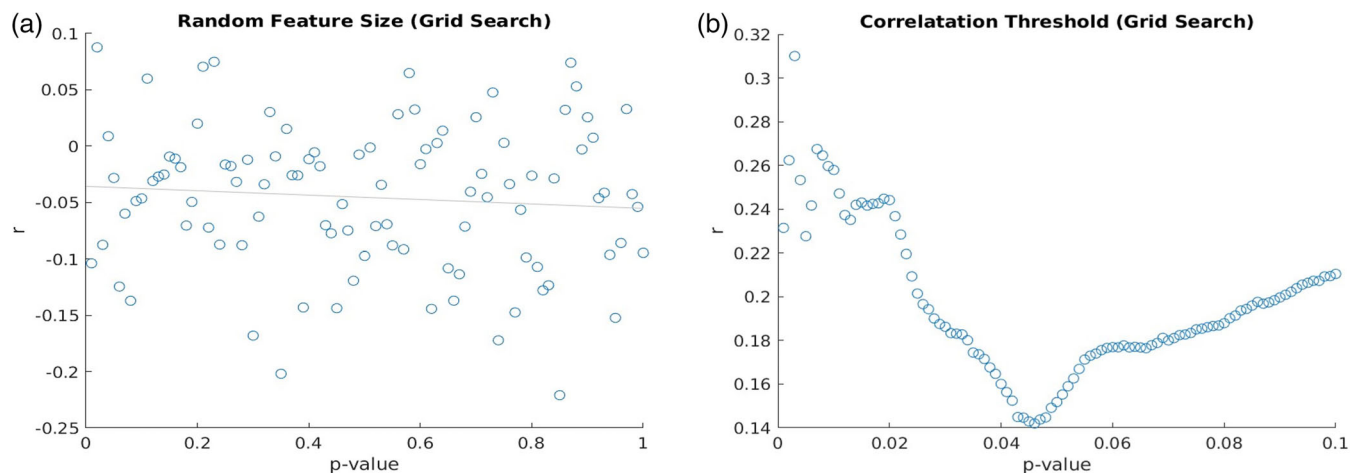 (a) Random Feature Size (Grid Search)
0.1
0.05
0
-0.05
-0.1
-0.15
-0.2
-0.25
r
0 0.2 0.4 0.6 0.8 1
p-value
(b) Correlatation Threshold (Grid Search)
0.32
0.3
0.28
0.26
0.24
0.22
0.2
0.18
0.16
0.14
r
0 0.02 0.04 0.06 0.08 0.1
p-value